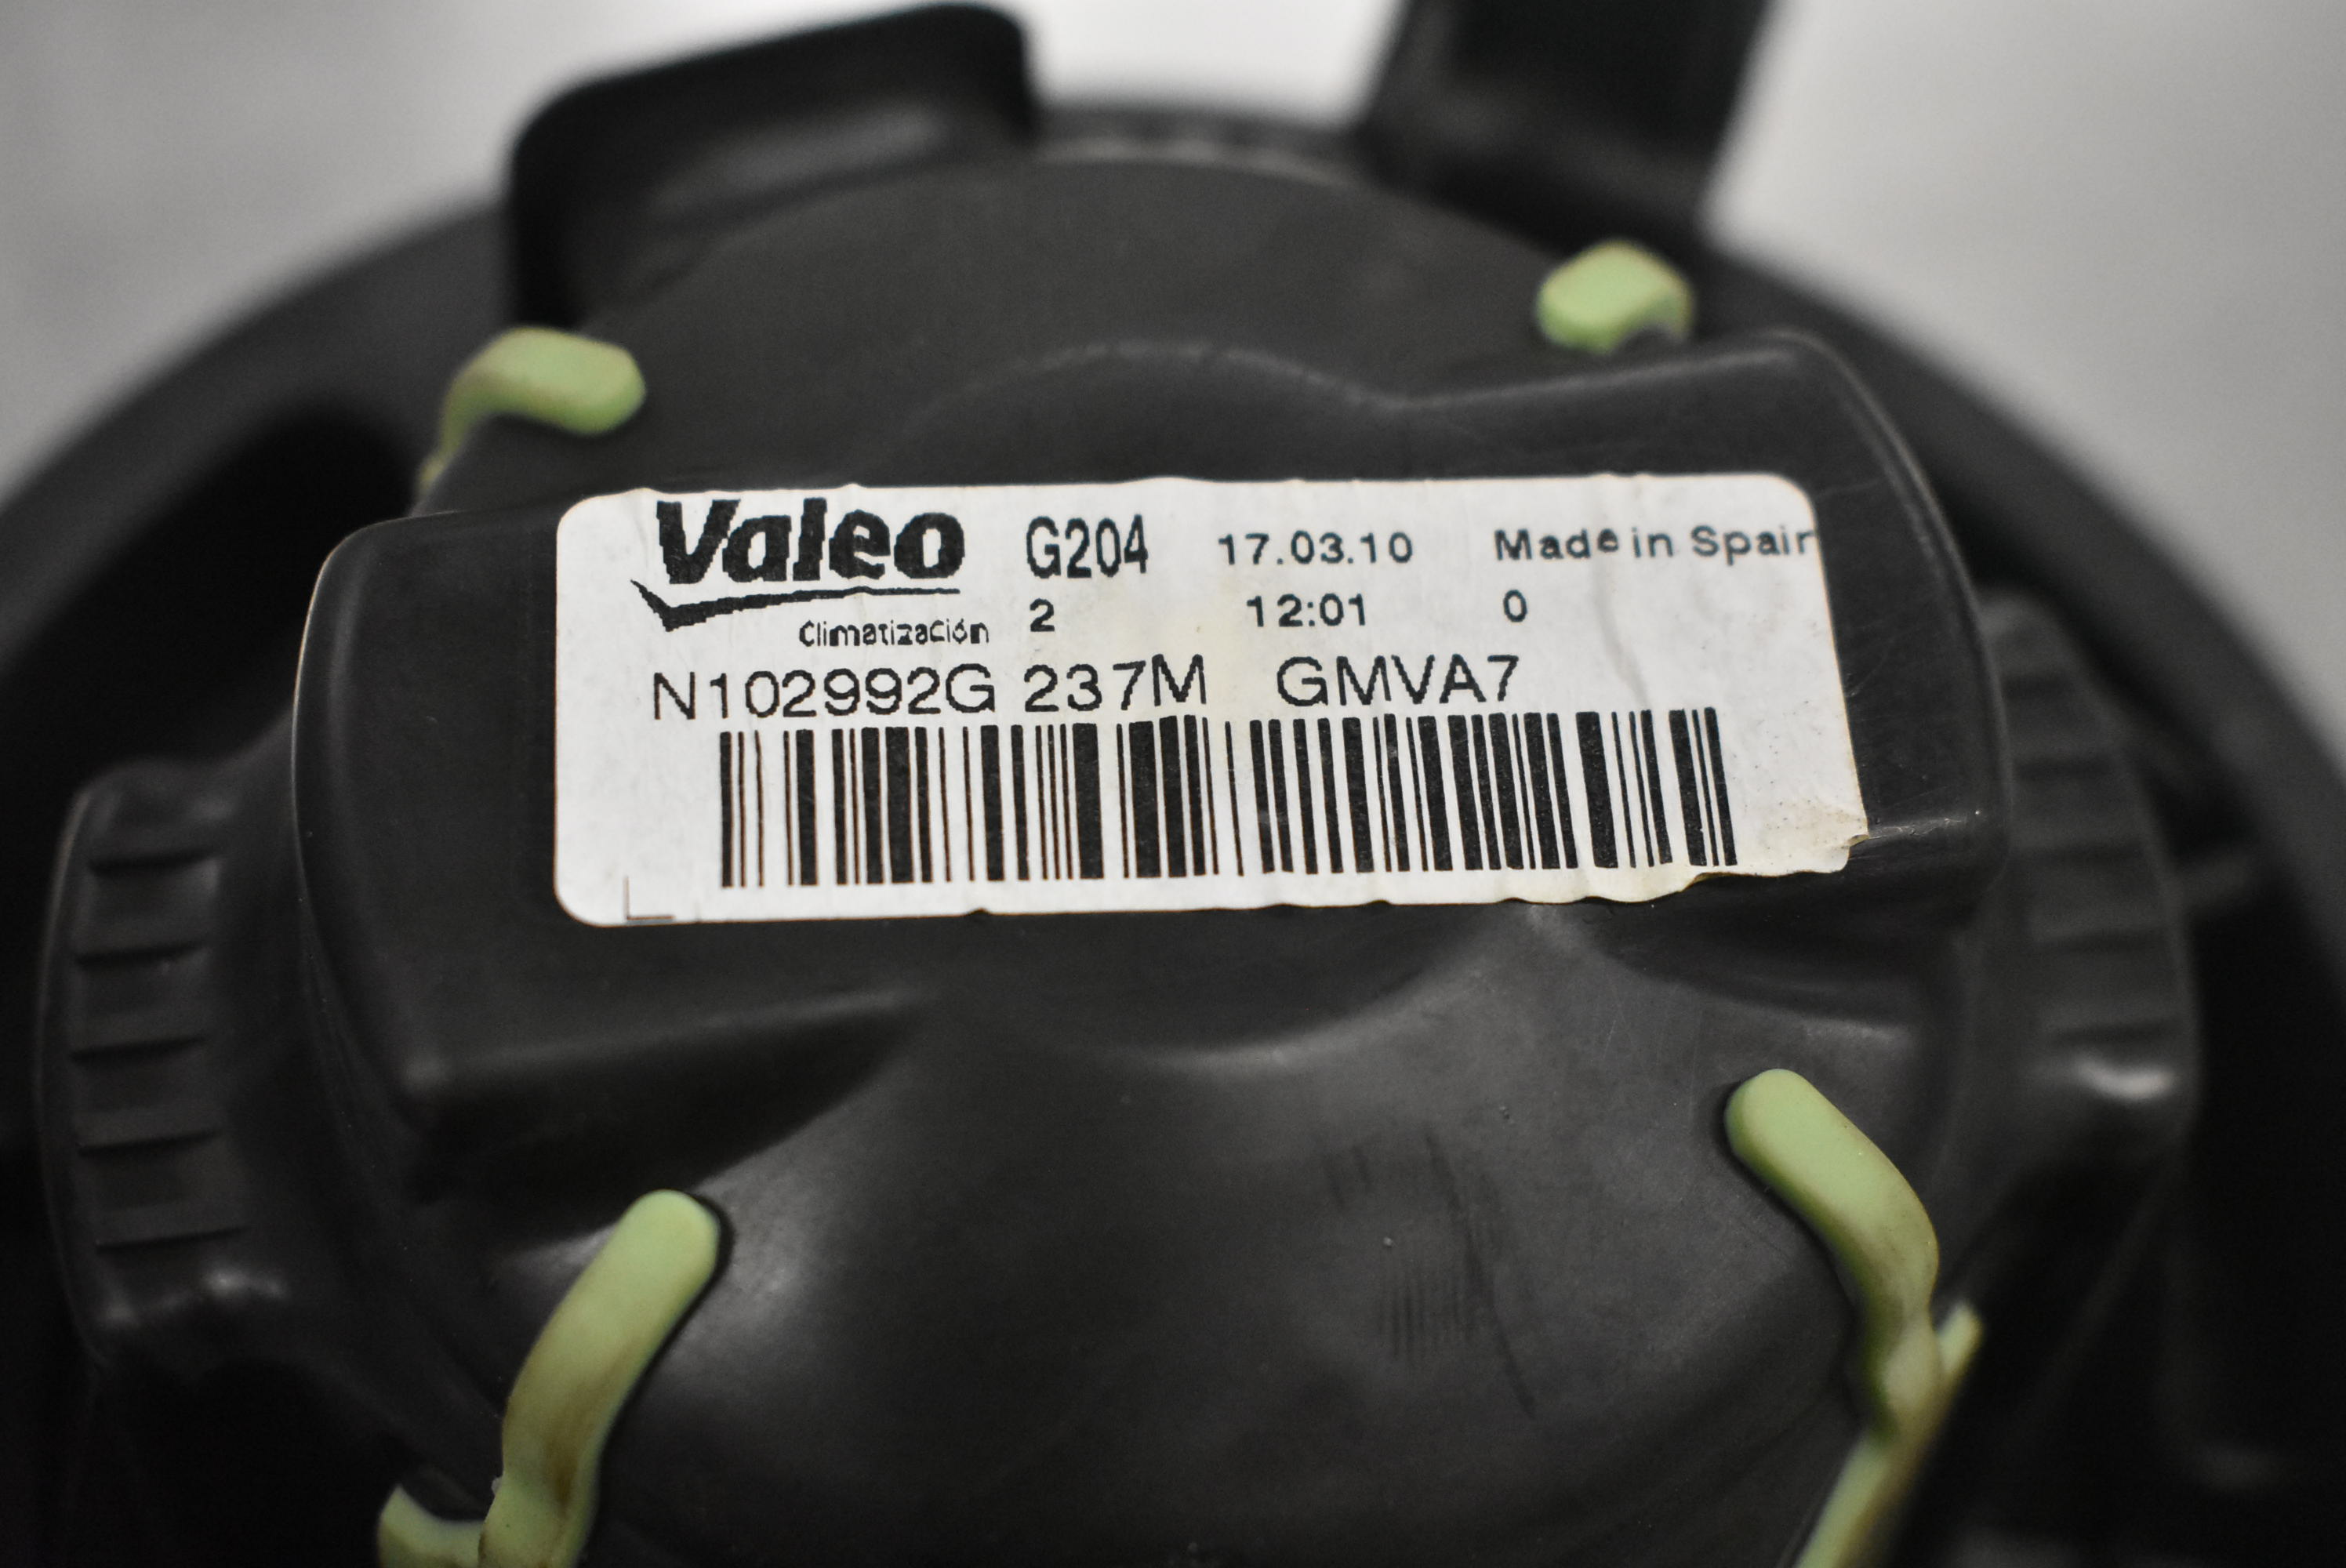 Valeo G204 17.03.10 Made in Spain
Climatización 2 12:01 0
N102992G 237M GMVA7